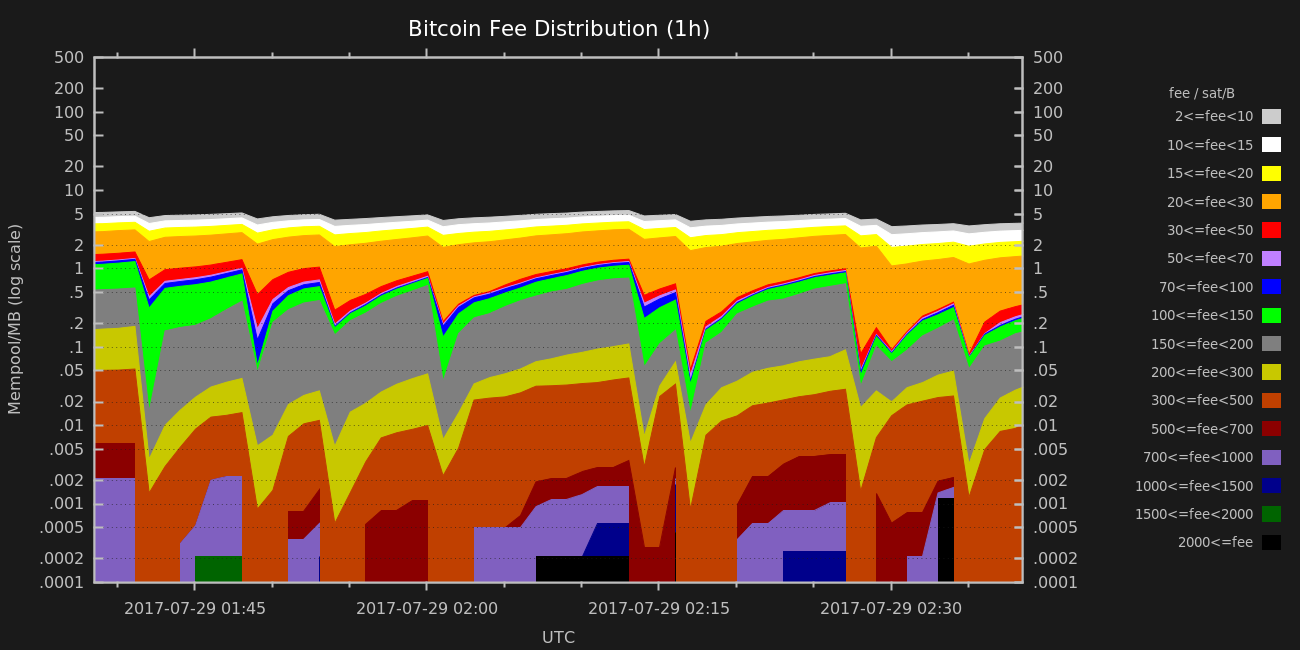 Bitcoin Fee Distribution (1h)
Mempool/MB (log scale)
500
200
100
50
20
10
5
2
1
.5
.2
.1
.05
.02
.01
.005
.002
.001
.0005
.0002
.0001
500
200
100
50
20
10
5
2
1
.5
.2
.1
.05
.02
.01
.005
.002
.001
.0005
.0002
.0001
2017-07-29 01:45
2017-07-29 02:00
2017-07-29 02:15
2017-07-29 02:30
UTC
fee / sat/B
2<=fee<10
10<=fee<15
15<=fee<20
20<=fee<30
30<=fee<50
50<=fee<70
70<=fee<100
100<=fee<150
150<=fee<200
200<=fee<300
300<=fee<500
500<=fee<700
700<=fee<1000
1000<=fee<1500
1500<=fee<2000
2000<=fee